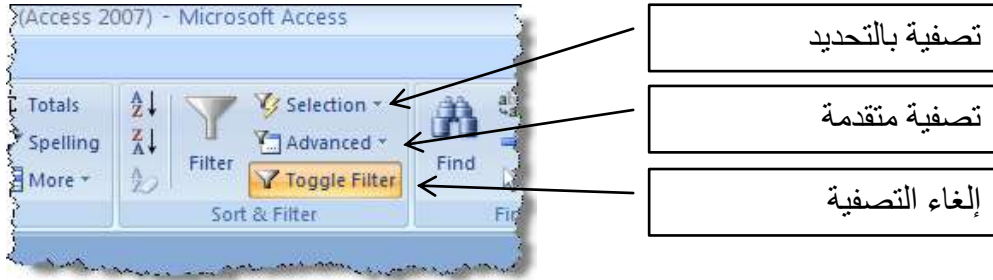 (Access 2007) - Microsoft Access
تصفية بالتحديد
Totals
Selection
Spelling
Advanced
تصفية متقدمة
Filter
Find
More
Toggle Filter
إلغاء التصفية
Sort & Filter